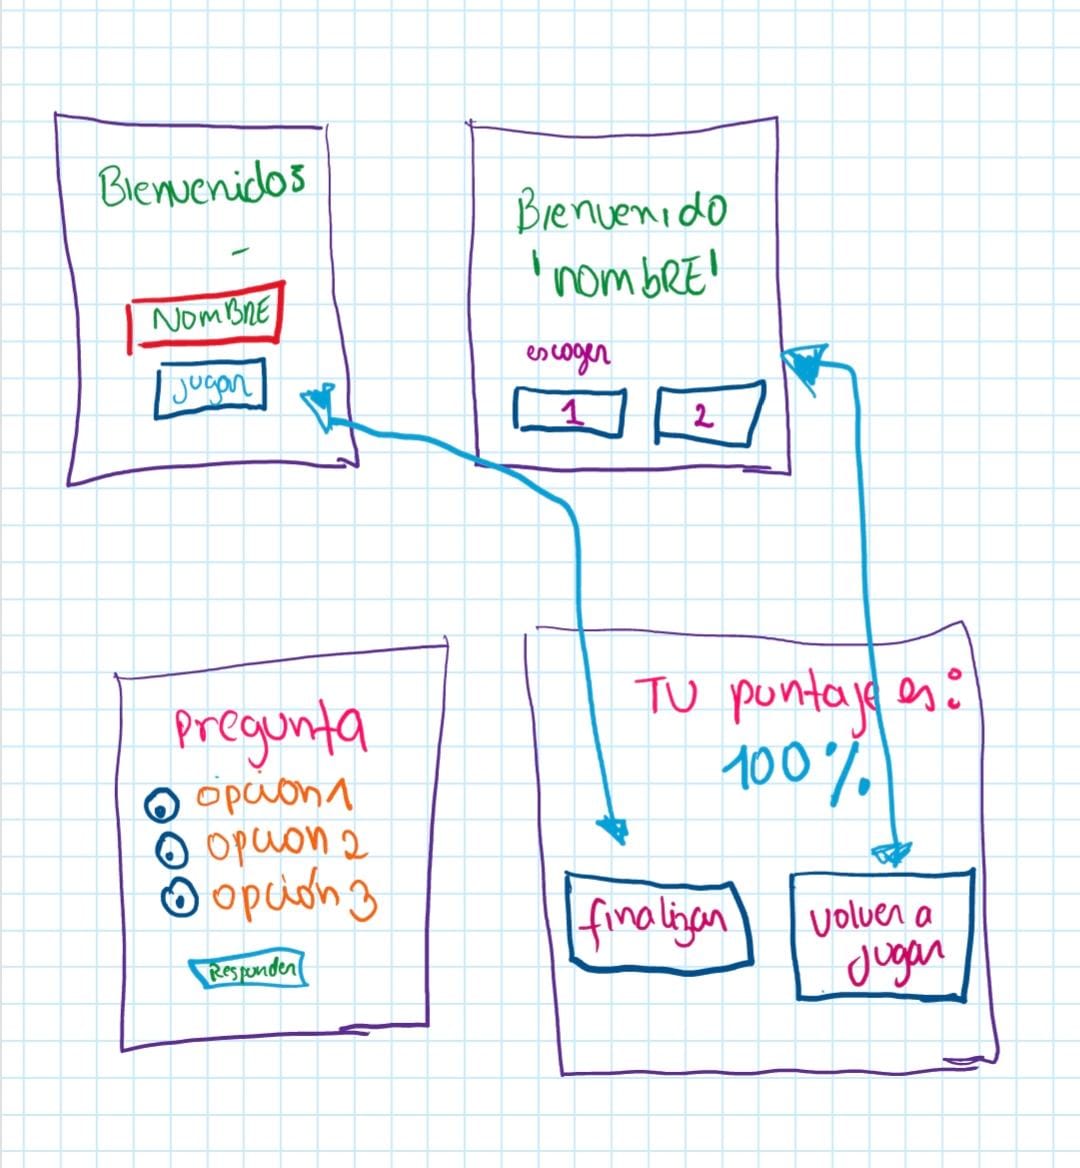 Bienvenidos
NOMBRE
jugar
Bienvenido
'nombRE'
escoger
1
2
pregunta
opcion1
opcion 2
opción 3
Responder
TU puntaje es:
100%
finalizar
volver a
jugar